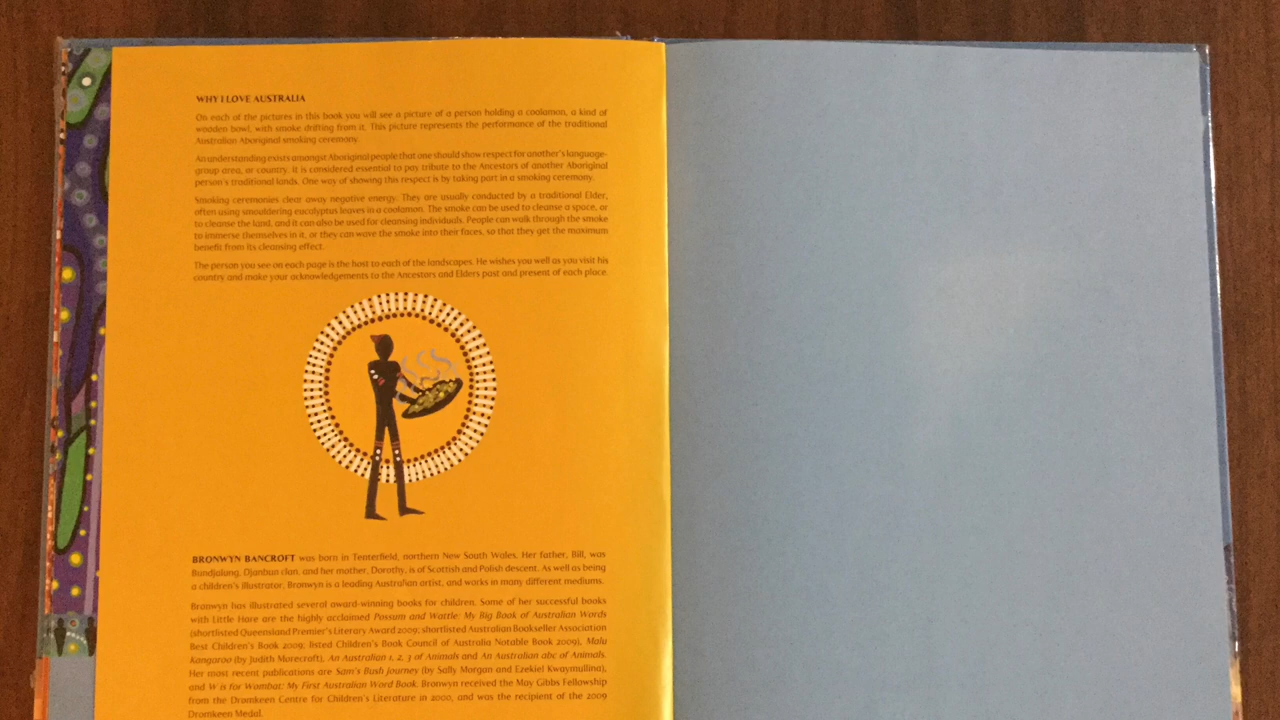 WHY I LOVE AUSTRALIA
On each of the pictures in this book you will see a picture of a person holding a coolamon, a kind of
wooden bowl, with smoke drifting from it. This picture represents the performance of the traditional
Australian Aboriginal smoking ceremony.
An understanding exists amongst Aboriginal people that one should show respect for another's language-
group area, or country. It is considered essential to pay tribute to the Ancestors of another Aboriginal
person's traditional lands. One way of showing this respect is by taking part in a smoking ceremony.
Smoking ceremonies clear away negative energy. They are usually conducted by a traditional Elder,
often using smouldering eucalyptus leaves in a coolamon. The smoke can be used to cleanse a space, or
to cleanse the land, and it can also be used for cleansing individuals. People can walk through the smoke
to immerse themselves in it, or they can wave the smoke into their faces, so that they get the maximum
benefit from its cleansing effect.
The person you see on each page is the host to each of the landscapes. He wishes you well as you visit his
country and make your acknowledgements to the Ancestors and Elders past and present of each place.
BRONWYN BANCROFT was born in Tenterfield, northern New South Wales. Her father, Bill, was
Bundjalung, Djanbun clan, and her mother, Dorothy, is of Scottish and Polish descent. As well as being
a children's illustrator, Bronwyn is a leading Australian artist, and works in many different mediums.
Bronwyn has illustrated several award-winning books for children. Some of her successful books
with Little Hare are the highly acclaimed Possum and Wattle: My Big Book of Australian Words
(shortlisted Queensland Premier's Literary Award 2009; shortlisted Australian Bookseller Association
Best Children's Book 2009; listed Children's Book Council of Australia Notable Book 2009), Malu
Kangaroo (by Judith Morecroft), An Australian 1, 2, 3 of Animals and An Australian abc of Animals.
Her most recent publications are Sam's Bush Journey (by Sally Morgan and Ezekiel Kwaymullina),
and W is for Wombat: My First Australian Word Book. Bronwyn received the May Gibbs Fellowship
from the Dromkeen Centre for Children's Literature in 2000, and was the recipient of the 2009
Dromkeen Medal.